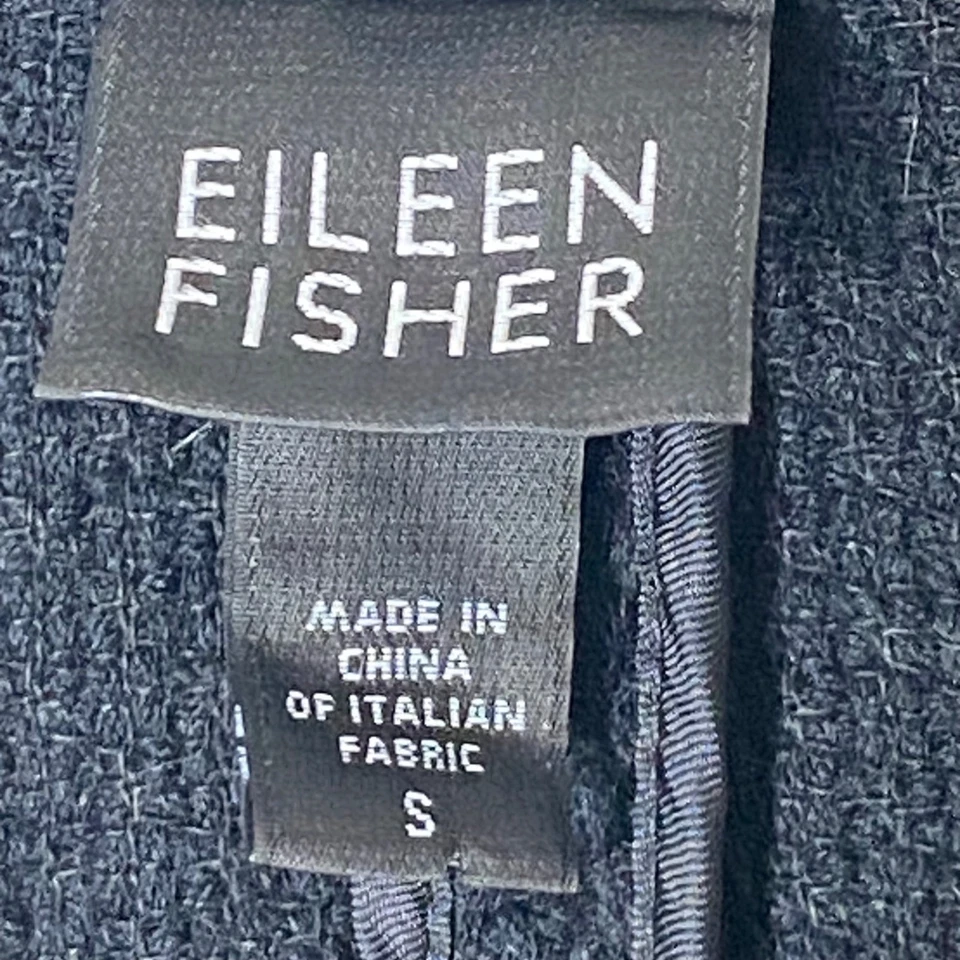 EILEEN
FISHER
MADE IN
CHINA
OF ITALIAN
FABRIC
S